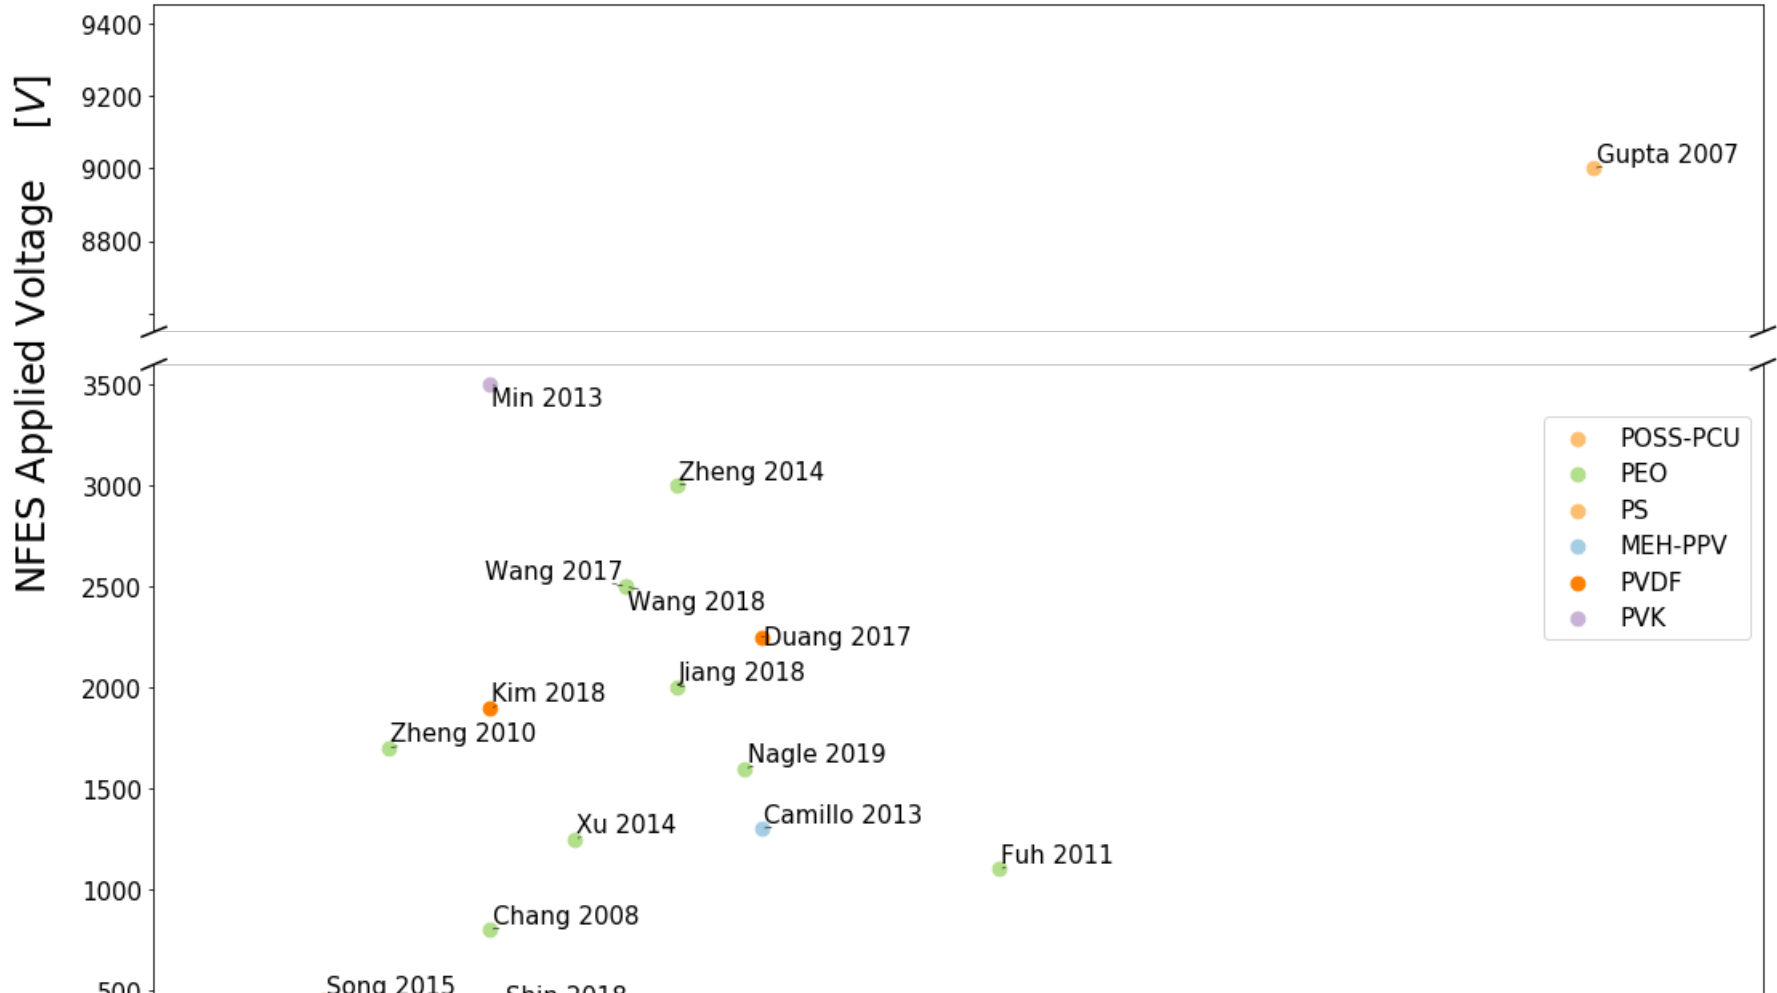 NFES Applied Voltage [V]
9400
9200
9000
8800
Gupta 2007
3500
3000
2500
2000
1500
1000
500
Min 2013
Zheng 2014
Wang 2017
Wang 2018
Duang 2017
Jiang 2018
Kim 2018
Zheng 2010
Nagle 2019
Camillo 2013
Xu 2014
Fuh 2011
Chang 2008
Song 2015
Shin 2018
POSS-PCU
PEO
PS
MEH-PPV
PVDF
PVK